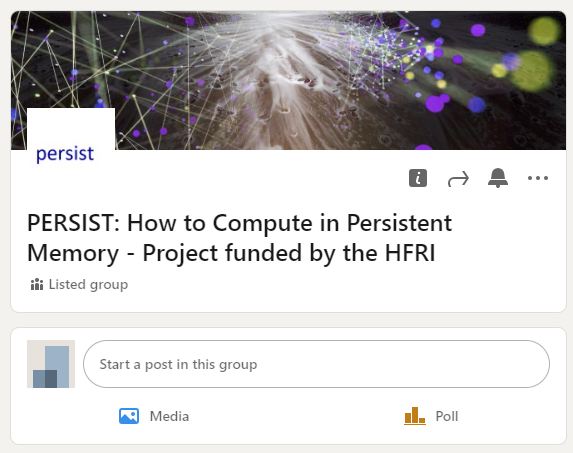 persist
PERSIST: How to Compute in Persistent
Memory - Project funded by the HFRI
Listed group
Start a post in this group
Media
Poll